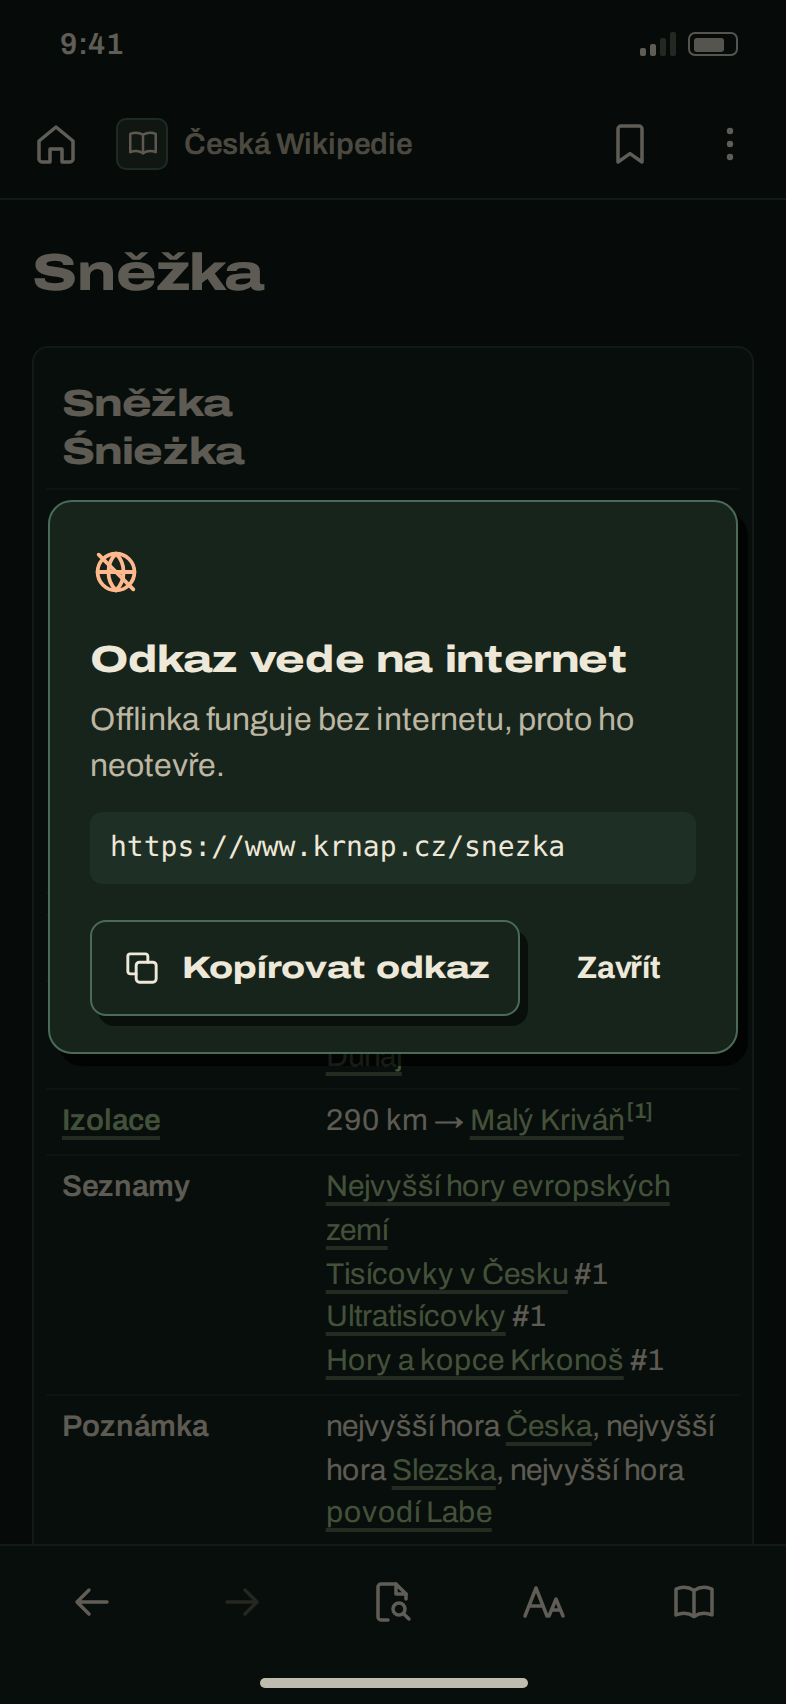 9:41
Česká Wikipedie
Sněžka
Sněžka
Śnieżka
Odkaz vede na internet
Offlinka funguje bez internetu, proto ho
neotevře.
https://www.krnap.cz/snezka
Kopírovat odkaz
Zavřít
Dunaj
Izolace
290 km → Malý Kriváň[1]
Seznamy
Nejvyšší hory evropských
zemí
Tisícovky v Česku #1
Ultratisícovky #1
Hory a kopce Krkonoš #1
Poznámka
nejvyšší hora Česka, nejvyšší
hora Slezska, nejvyšší hora
povodí Labe
AA